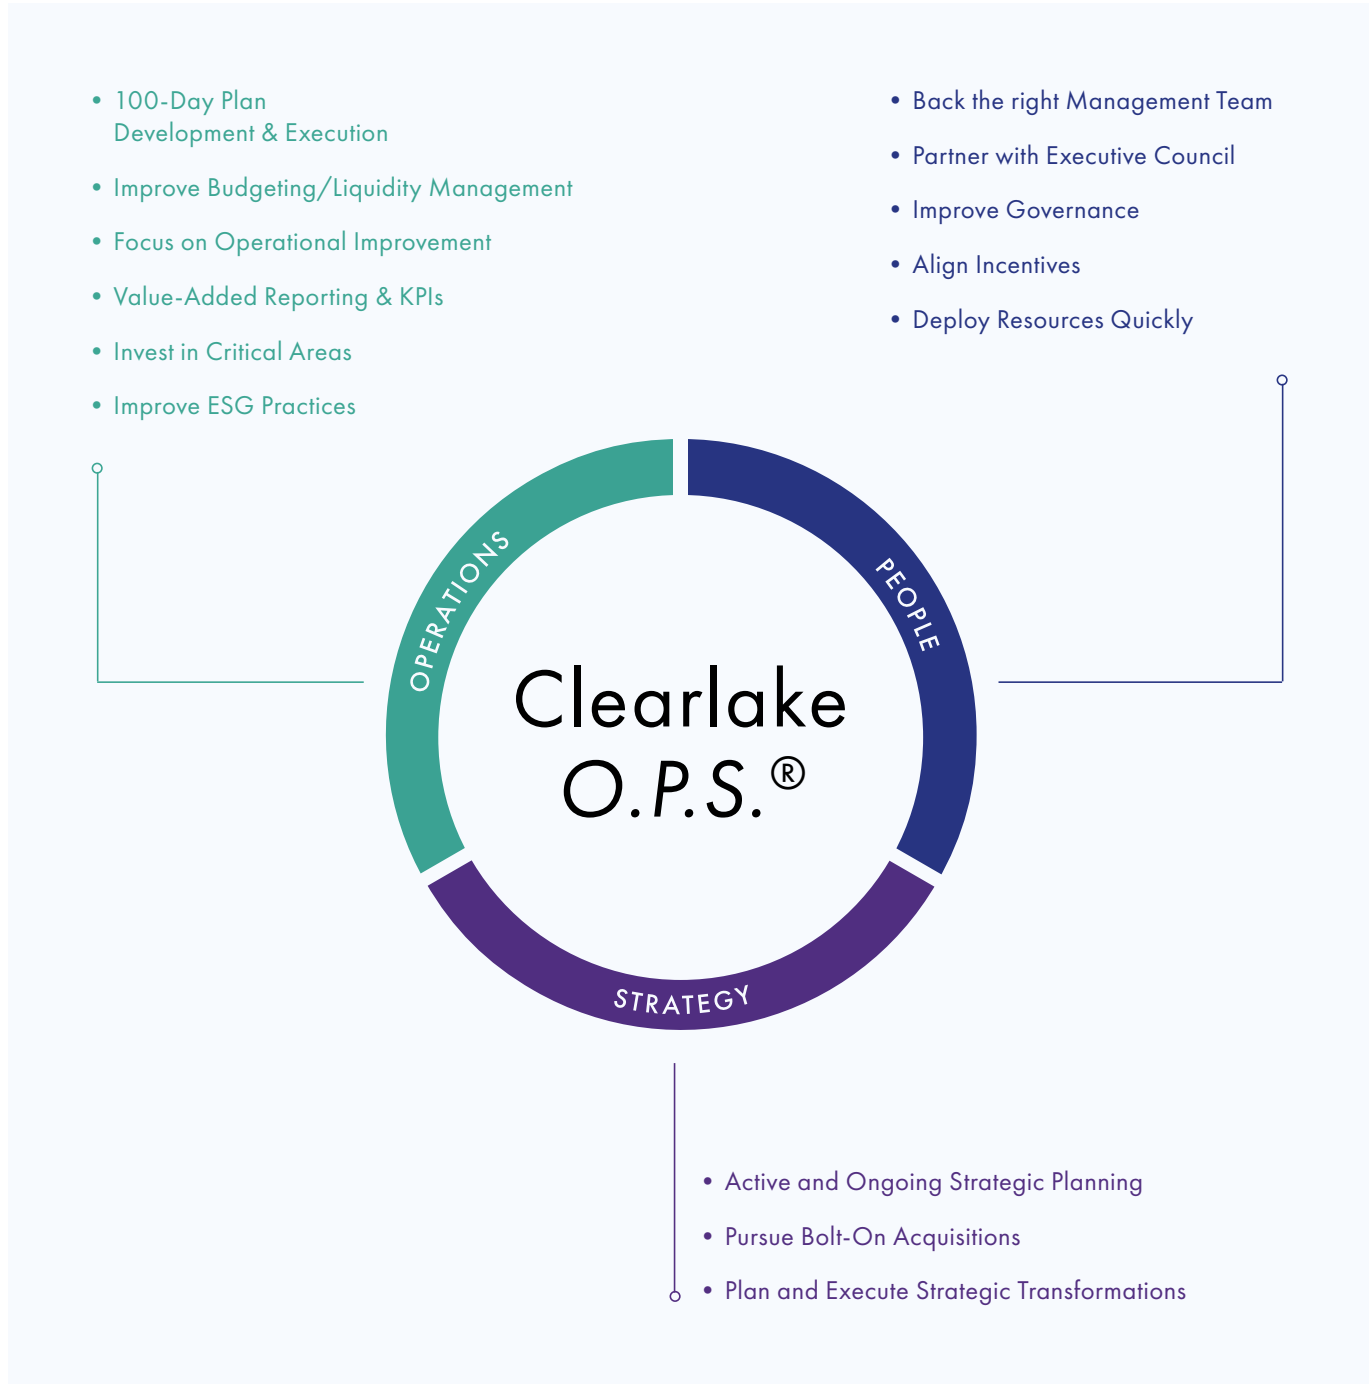 • 100-Day Plan
Development & Execution
• Improve Budgeting/Liquidity Management
• Focus on Operational Improvement
• Value-Added Reporting & KPIs
• Invest in Critical Areas
• Improve ESG Practices
• Back the right Management Team
• Partner with Executive Council
• Improve Governance
• Align Incentives
• Deploy Resources Quickly
OPERATIONS
PEOPLE
Clearlake
O.P.S.®
STRATEGY
• Active and Ongoing Strategic Planning
• Pursue Bolt-On Acquisitions
• Plan and Execute Strategic Transformations